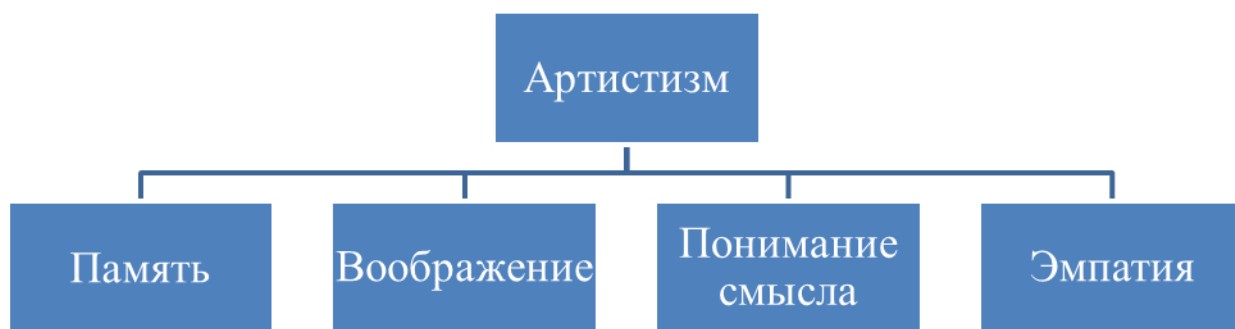 Артистизм
Память
Воображение
Понимание
смысла
Эмпатия